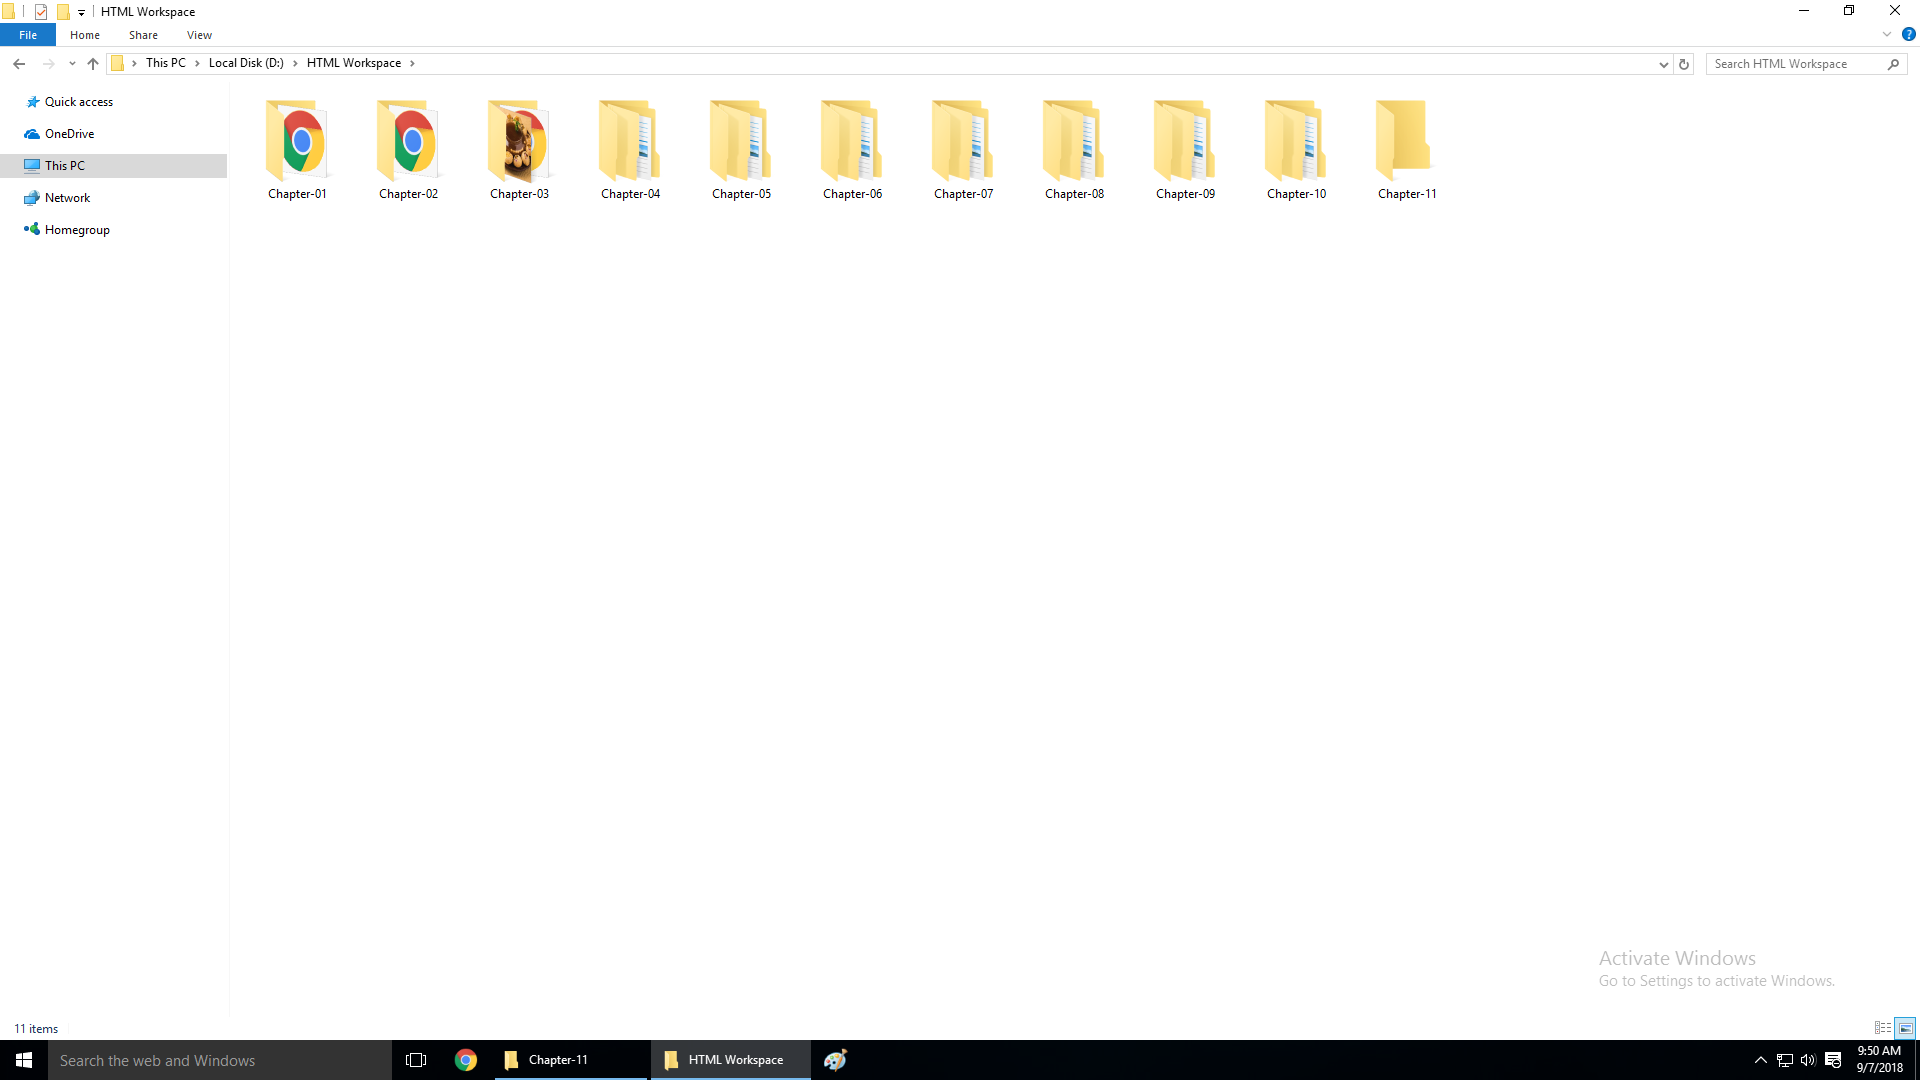 HTML Workspace
File Home Share View
This PC Local Disk (D:) HTML Workspace
Search HTML Workspace
Quick access
OneDrive
This PC
Network
Homegroup
Chapter-01 Chapter-02 Chapter-03 Chapter-04 Chapter-05 Chapter-06 Chapter-07 Chapter-08 Chapter-09 Chapter-10 Chapter-11
Activate Windows
Go to Settings to activate Windows.
11 items
Search the web and Windows
Chapter-11
HTML Workspace
9:50 AM
9/7/2018